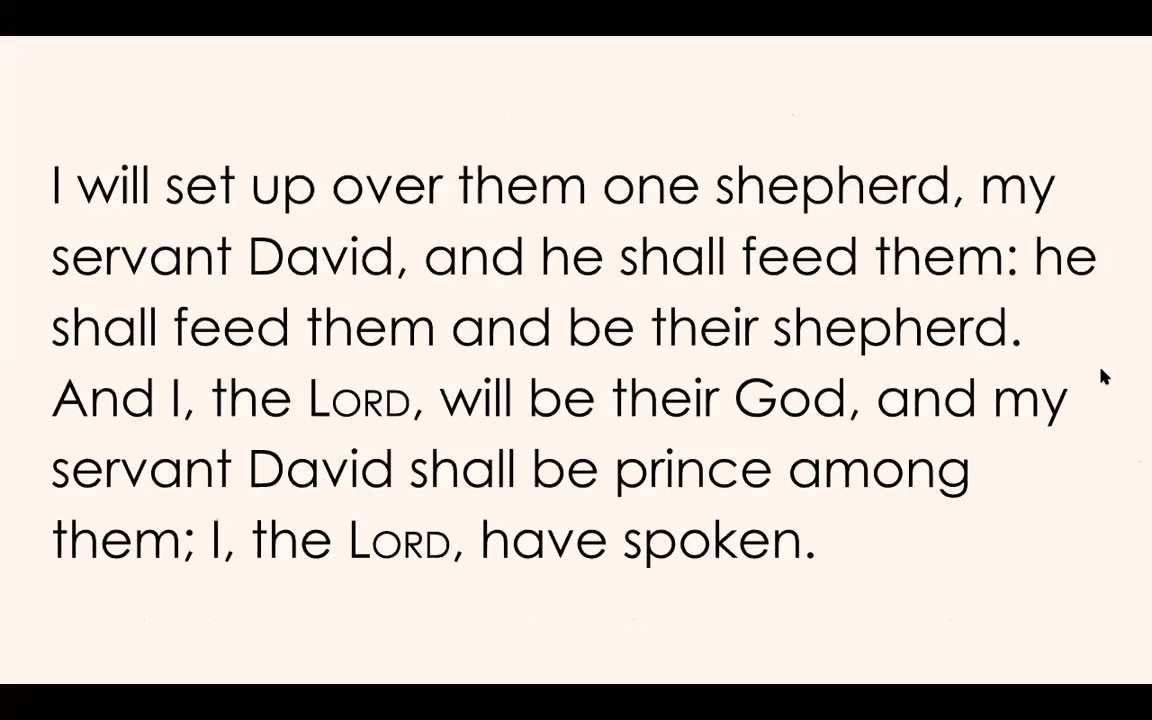 I will set up over them one shepherd, my
servant David, and he shall feed them: he
shall feed them and be their shepherd.
And I, the LORD, will be their God, and my
servant David shall be prince among
them; I, the LORD, have spoken.